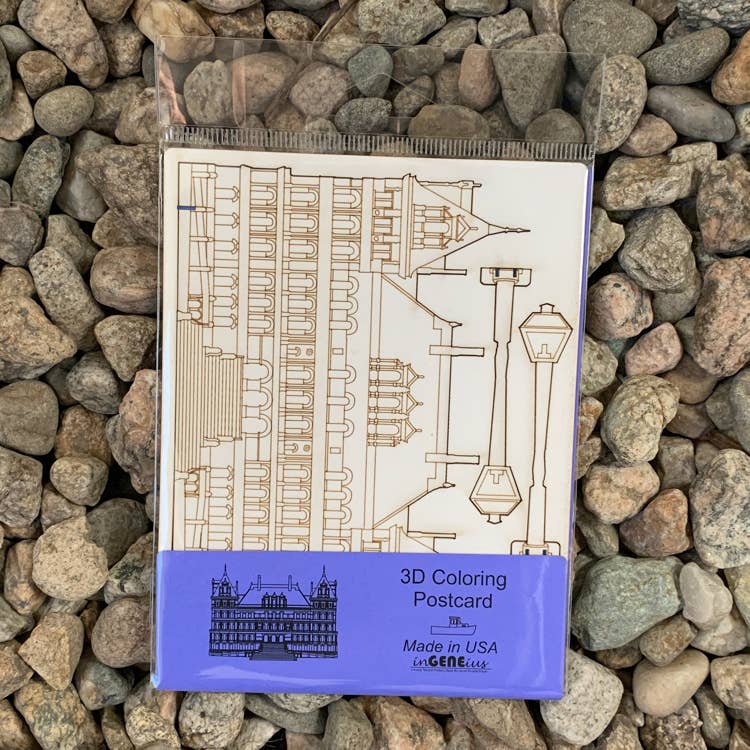 3D Coloring
Postcard
Made in USA
inGENEius